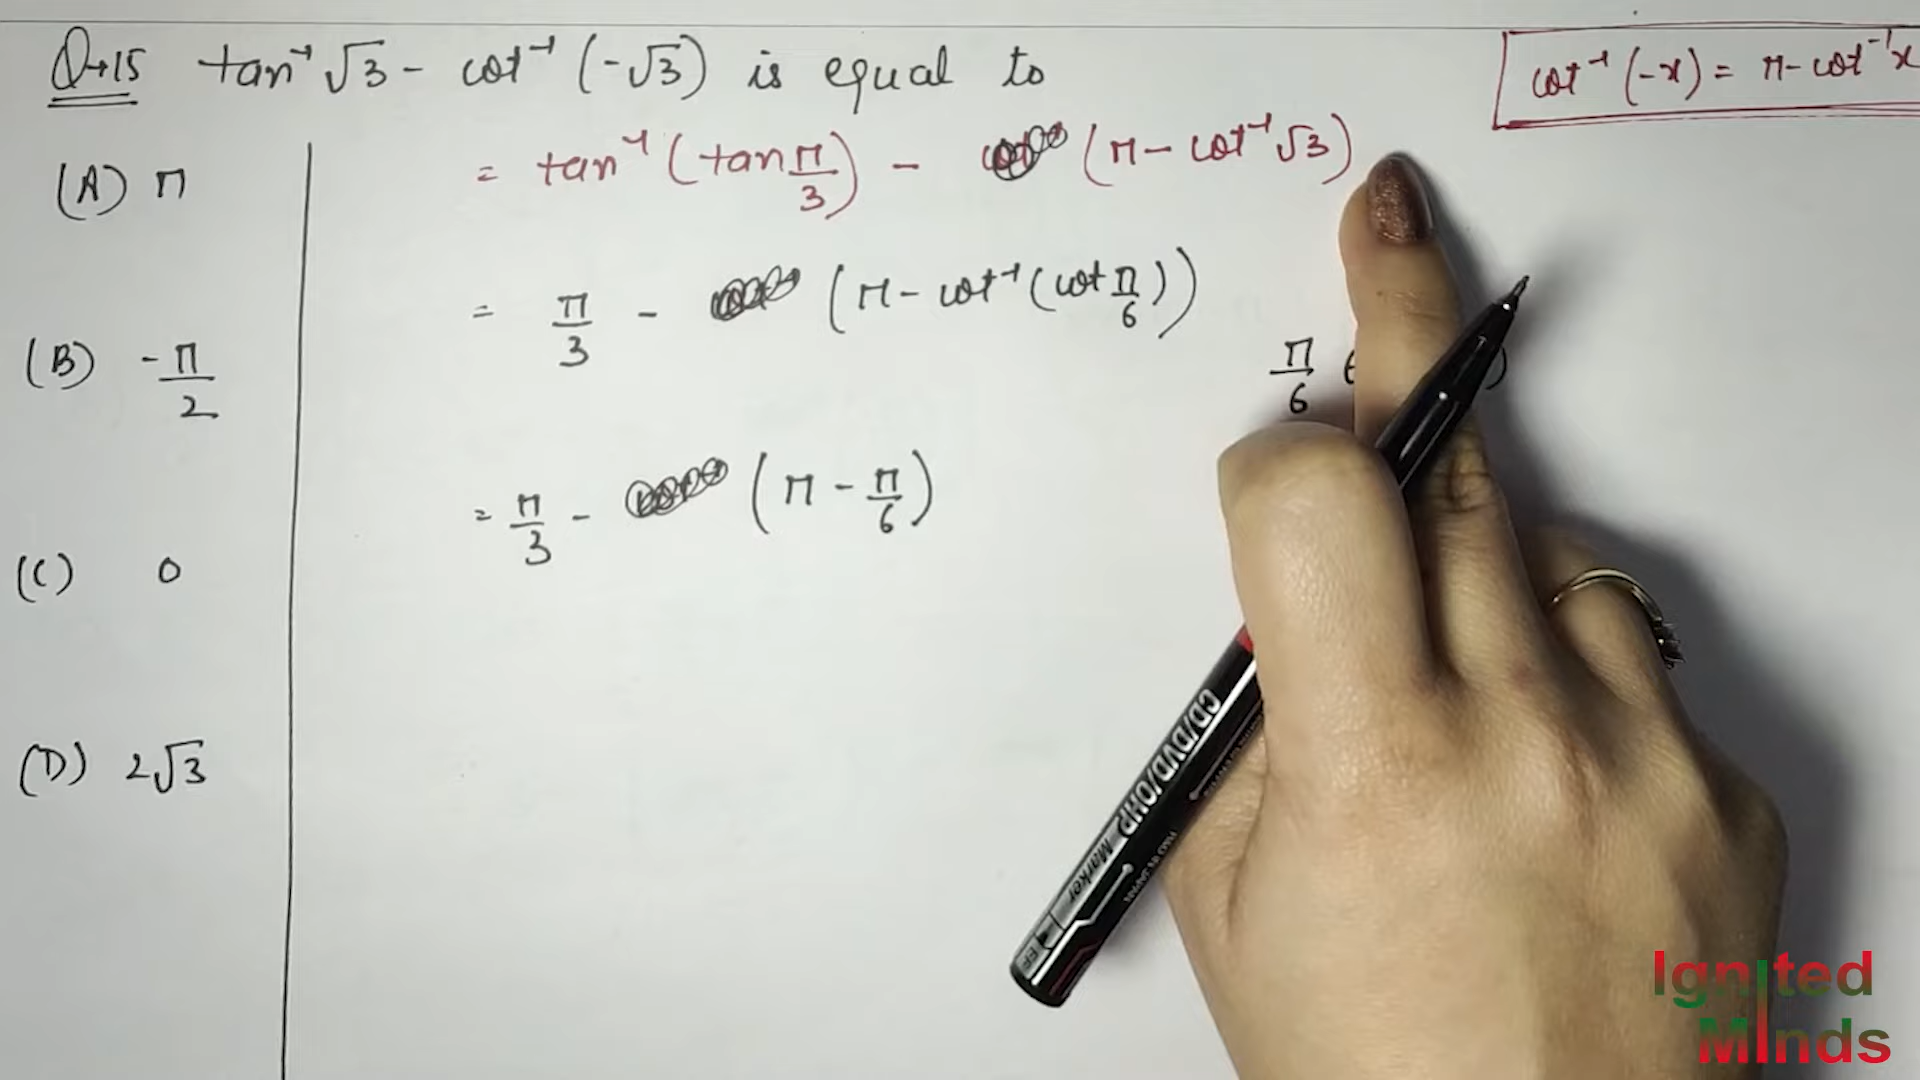 Q→15 tan⁻¹ √3 - cot⁻¹ (-√3) is equal to
cot⁻¹ (-x) = π - cot⁻¹x
(A) π
= tan⁻¹ (tan π/3) - (π - cot⁻¹ √3)
= π/3 - (π - cot⁻¹ (cot π/6))
(B) -π/2
π/6
= π/3 - (π - π/6)
(C) 0
(D) 2√3
CD/DVD/OHP Marker
EF
Ignited
Minds